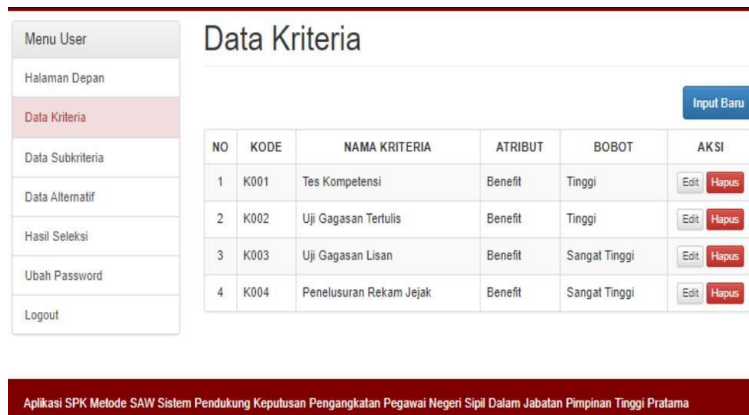 Menu User
Halaman Depan
Data Kriteria
Data Subkriteria
Data Alternatif
Hasil Seleksi
Ubah Password
Logout
Data Kriteria
Input Baru
NO KODE NAMA KRITERIA ATRIBUT BOBOT AKSI
1 K001 Tes Kompetensi Benefit Tinggi Edit Hapus
2 K002 Uji Gagasan Tertulis Benefit Tinggi Edit Hapus
3 K003 Uji Gagasan Lisan Benefit Sangat Tinggi Edit Hapus
4 K004 Penelusuran Rekam Jejak Benefit Sangat Tinggi Edit Hapus
Aplikasi SPK Metode SAW Sistem Pendukung Keputusan Pengangkatan Pegawai Negeri Sipil Dalam Jabatan Pimpinan Tinggi Pratama